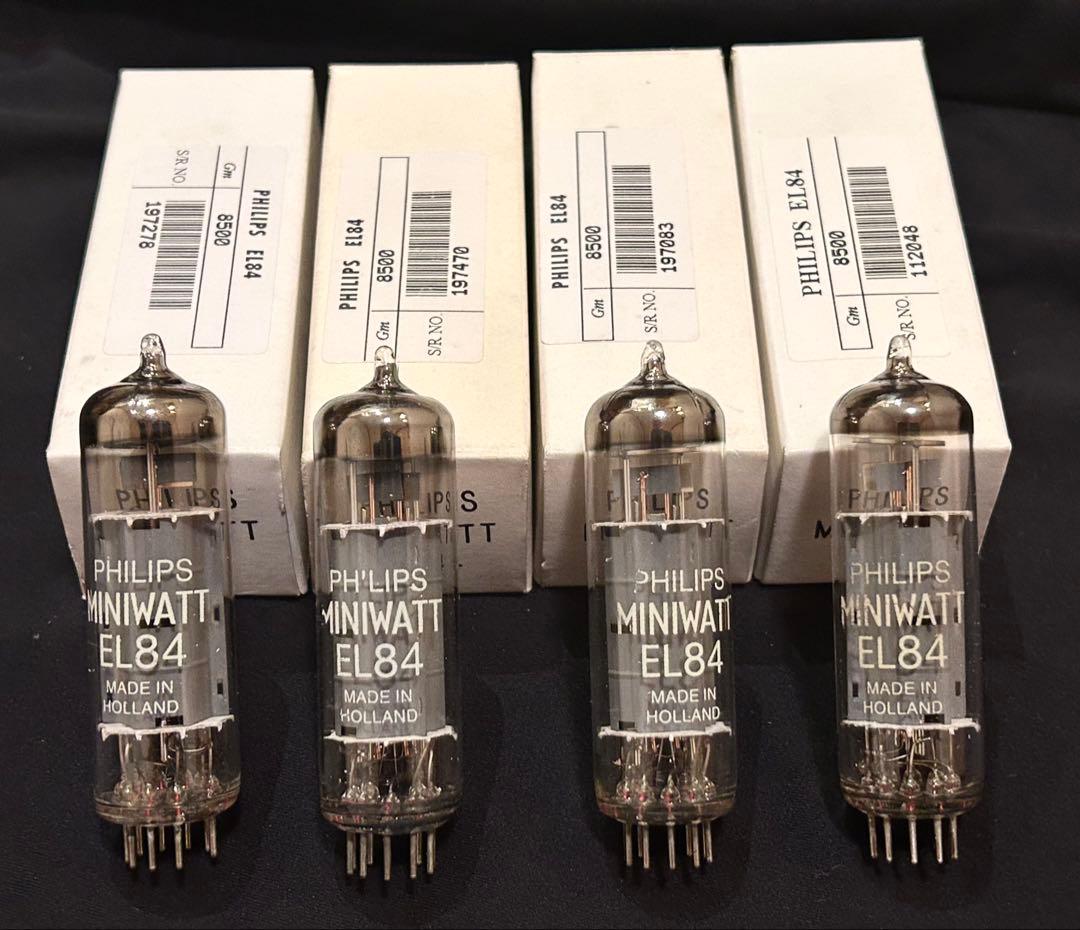 PHILIPS EL84
Gm 8500
S/R NO. 197278
PHILIPS EL84
Gm 8500
S/R NO. 197470
PHILIPS EL84
Gm 8500
S/R NO. 197083
PHILIPS EL84
Gm 8500
S/R NO. 112048
PHILIPS
TT
PHILIPS
MINIWATT
EL84
MADE IN
HOLLAND
PH'LIPS
MINIWATT
EL84
MADE IN
HOLLAND
PHILIPS
MINIWATT
EL84
MADE IN
HOLLAND
PHILIPS
MINIWATT
EL84
MADE IN
HOLLAND